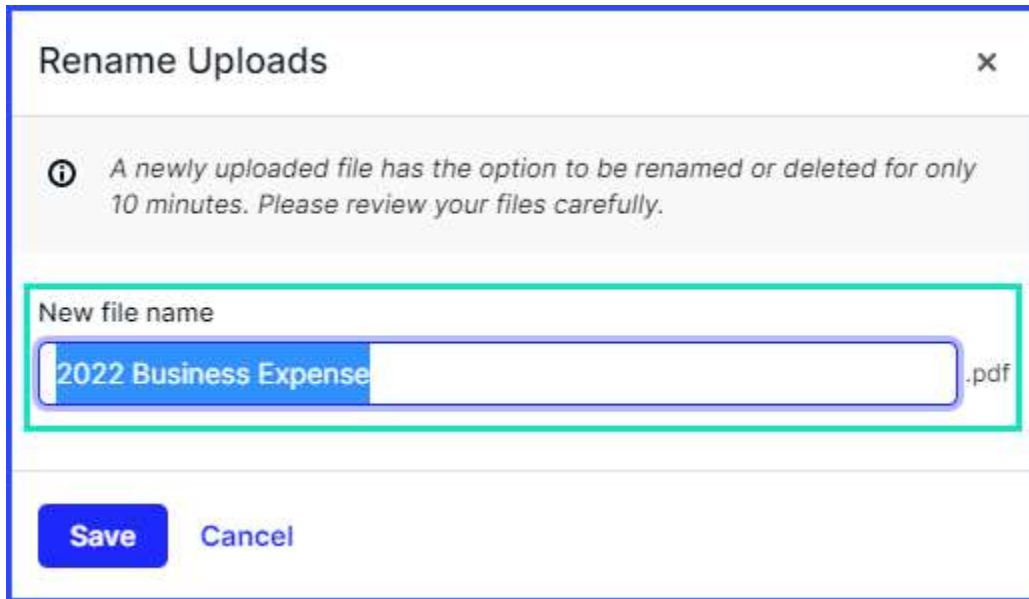 Rename Uploads
A newly uploaded file has the option to be renamed or deleted for only
10 minutes. Please review your files carefully.
New file name
2022 Business Expense
.pdf
Save
Cancel